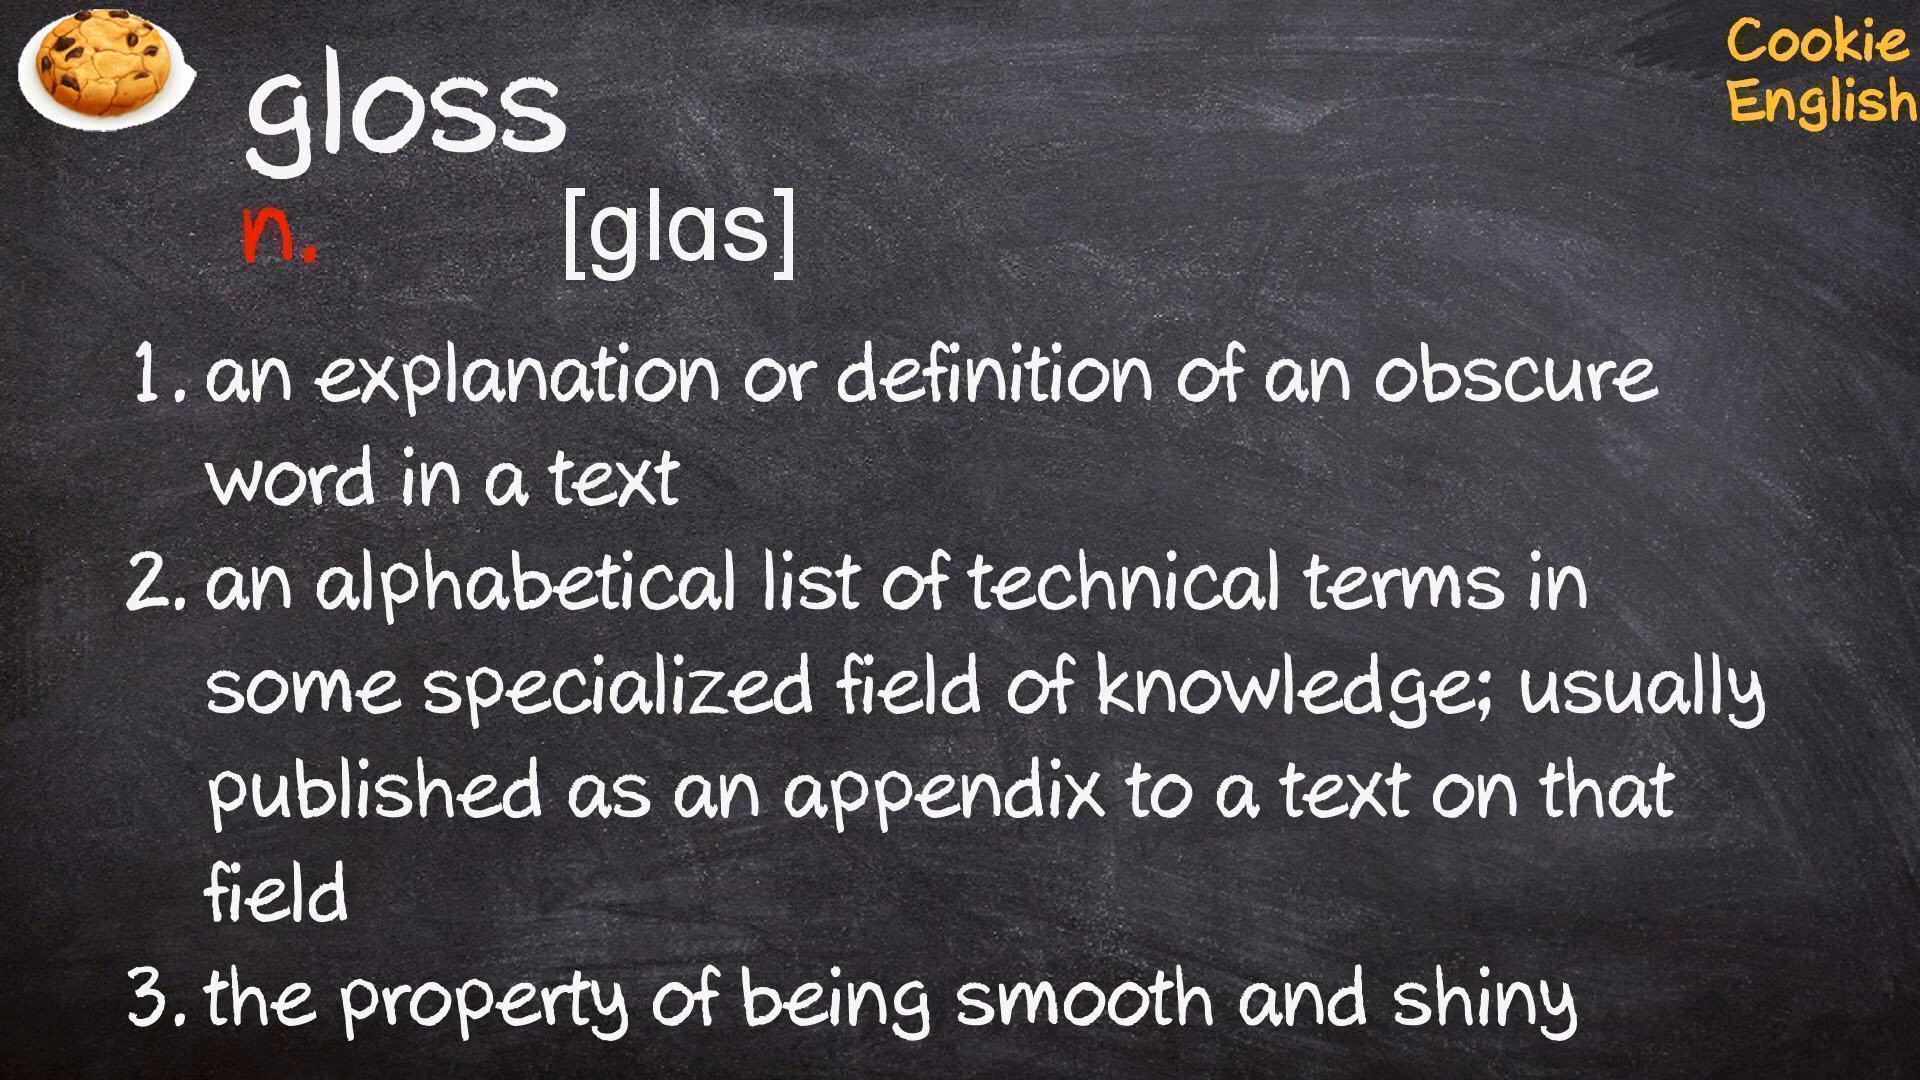 gloss
Cookie
English
n. [glas]
1. an explanation or definition of an obscure
word in a text
2. an alphabetical list of technical terms in
some specialized field of knowledge; usually
published as an appendix to a text on that
field
3. the property of being smooth and shiny